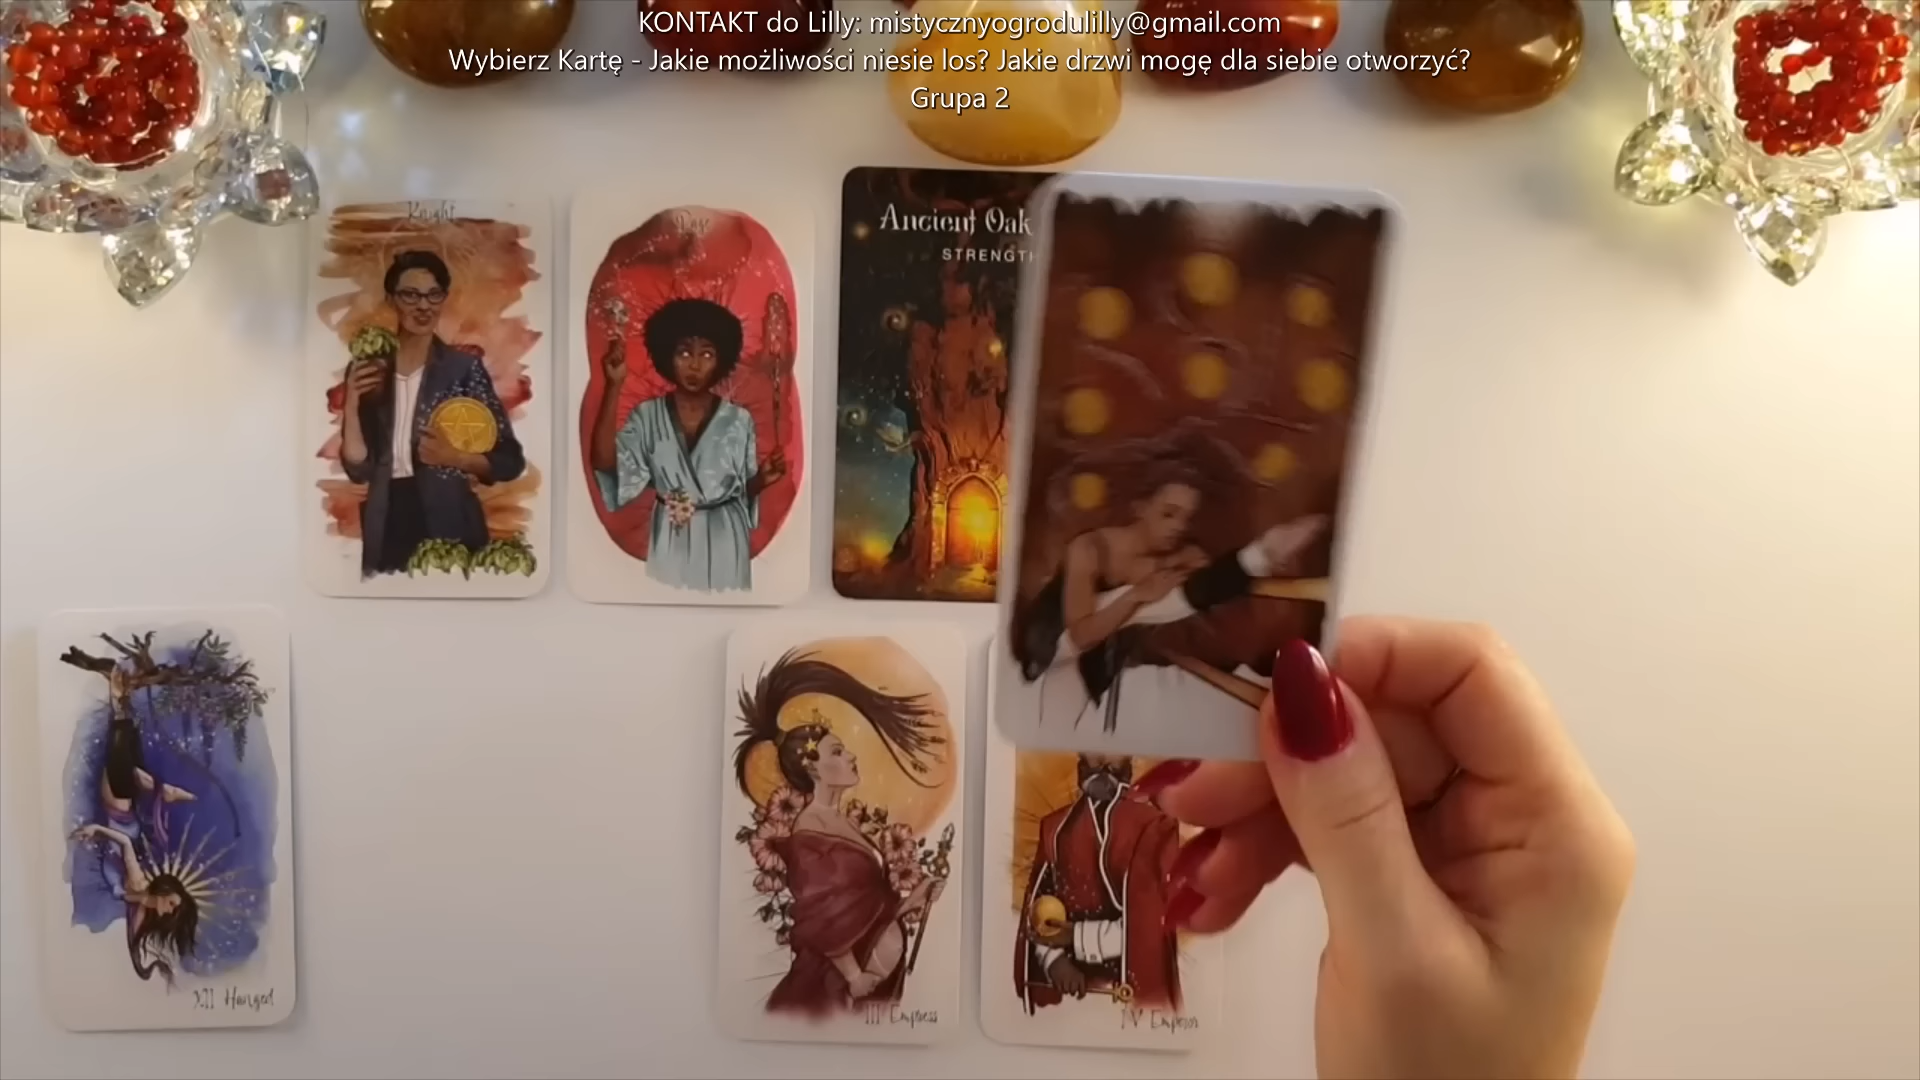 KONTAKT do Lilly: mistycznyogrodulilly@gmail.com
Wybierz Kartę - Jakie możliwości niesie los? Jakie drzwi mogę dla siebie otworzyć?
Grupa 2
Knight
Ancient Oak
STRENGTH
XII Hanged
III Empress
IV Emperor